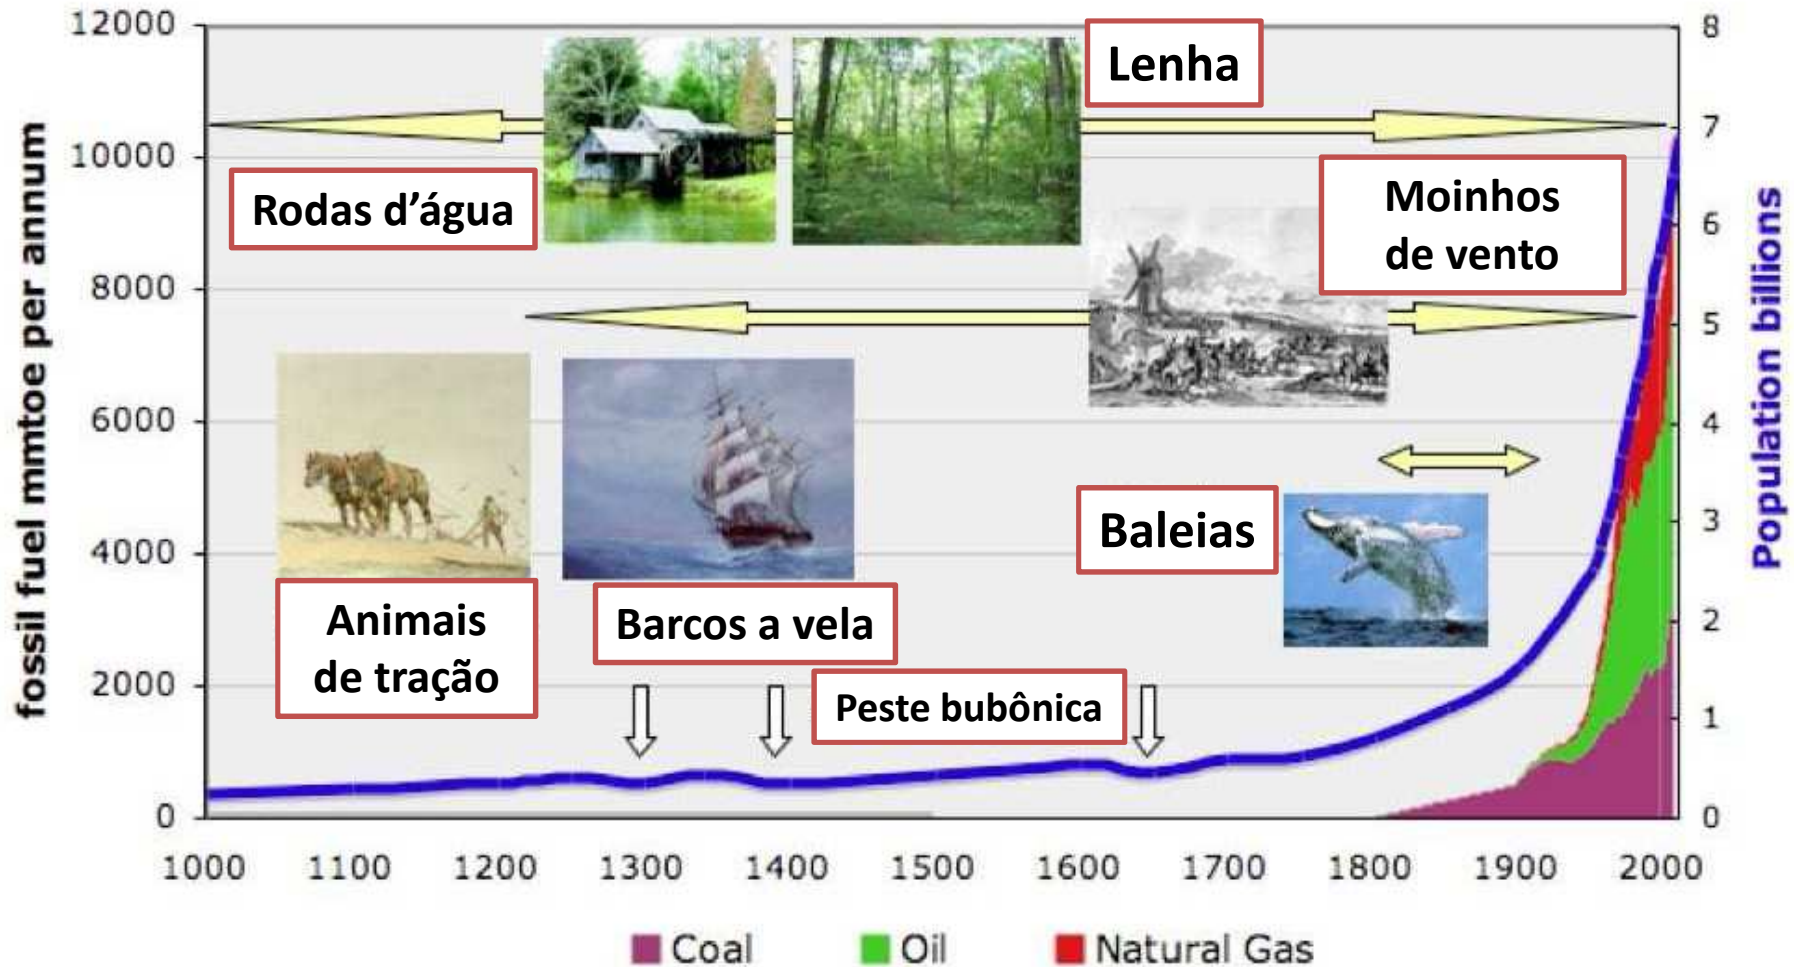 12000
10000
8000
6000
4000
2000
0
fossil fuel mmtoe per annum
8
7
6
5
4
3
2
1
0
Population billions
Lenha
Rodas d’água
Moinhos
de vento
Baleias
Animais
de tração
Barcos a vela
Peste bubônica
1000 1100 1200 1300 1400 1500 1600 1700 1800 1900 2000
Coal Oil Natural Gas